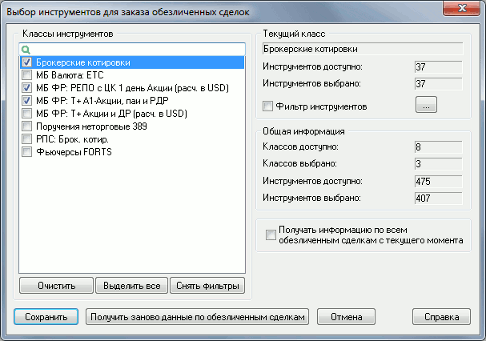 Выбор инструментов для заказа обезличенных сделок
Классы инструментов
Брокерские котировки
МБ Валюта: ETC
МБ ФР: РЕПО с ЦК 1 день Акции (расч. в USD)
МБ ФР: Т+ А1-Акции, паи и РДР
МБ ФР: Т+ Акции и ДР (расч. в USD)
Поручения неторговые 389
РПС: Брок. котир.
Фьючерсы FORTS
Очистить
Выделить все
Снять фильтры
Текущий класс
Брокерские котировки
Инструментов доступно: 37
Инструментов выбрано: 37
Фильтр инструментов ...
Общая информация
Классов доступно: 8
Классов выбрано: 3
Инструментов доступно: 475
Инструментов выбрано: 407
Получать информацию по всем
обезличенным сделкам с текущего момента
Сохранить
Получить заново данные по обезличенным сделкам
Отмена
Справка